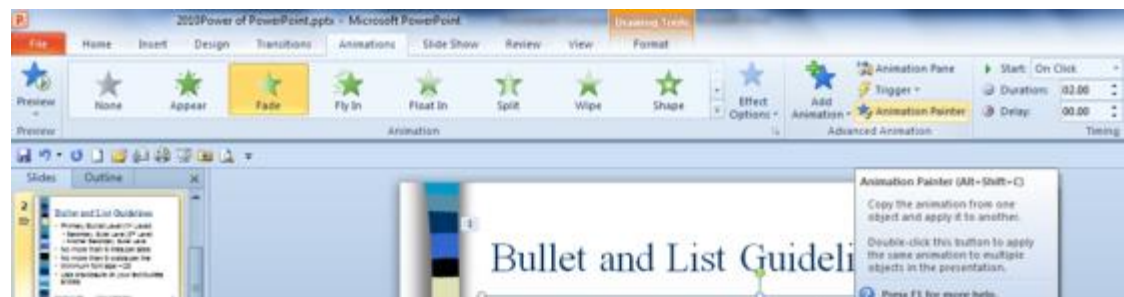 2010Power of PowerPoint.pptx - Microsoft PowerPoint
Drawing Tools
File Home Insert Design Transitions Animations Slide Show Review View Format
Preview
None Appear Fade Fly In Float In Split Wipe Shape
Effect Options
Add Animation
Animation Pane
Trigger
Animation Painter
Start: On Click
Duration: 02.00
Delay: 00.00
Preview Animation Advanced Animation Timing
Slides Outline
2
Bullet and List Guidelines
1
Bullet and List Guideli
Animation Painter (Alt+Shift+C)
Copy the animation from one
object and apply it to another.
Double-click this button to apply
the same animation to multiple
objects in the presentation.
Press F1 for more help.